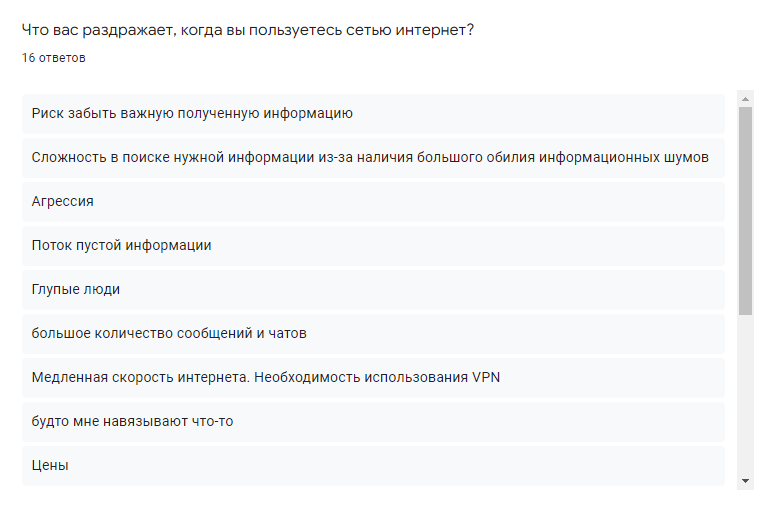 Что вас раздражает, когда вы пользуетесь сетью интернет?
16 ответов
Риск забыть важную полученную информацию
Сложность в поиске нужной информации из-за наличия большого обилия информационных шумов
Агрессия
Поток пустой информации
Глупые люди
большое количество сообщений и чатов
Медленная скорость интернета. Необходимость использования VPN
будто мне навязывают что-то
Цены